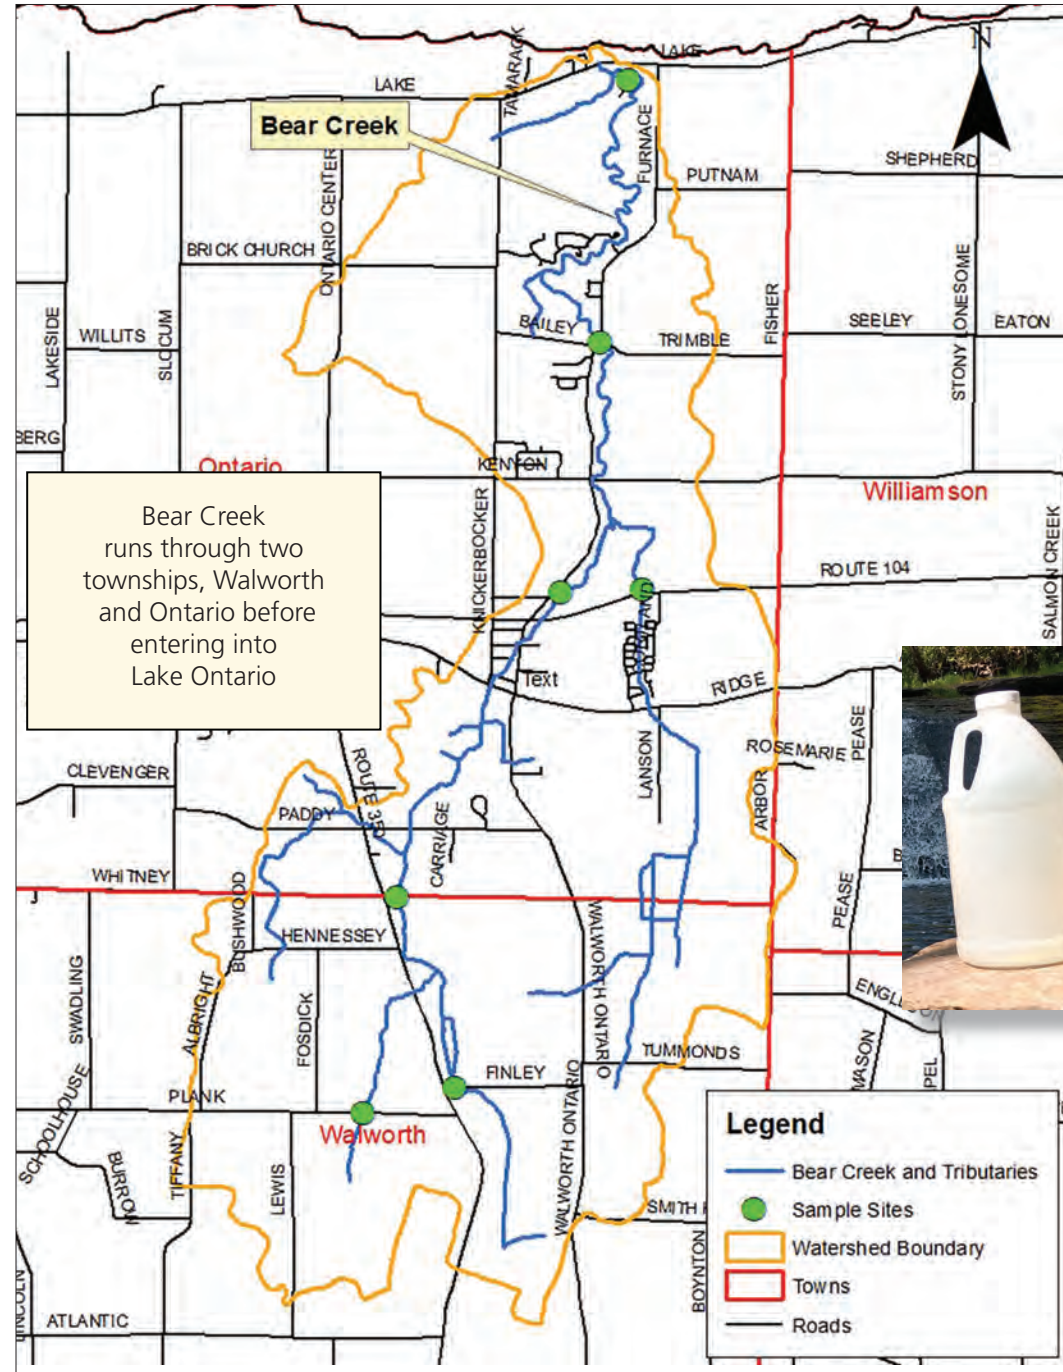 LAKE
N
LAKE
TAMARACK
Bear Creek
FURNACE
SHEPHERD
PUTNAM
ONTARIO CENTER
BRICK CHURCH
LAKESIDE
WILLITS
SLOCUM
BAILEY
TRIMBLE
FISHER
SEELEY
STONY LONESOME
EATON
BERG
Ontario
KENYON
Williamson
KNICKERBOCKER
ROUTE 104
SALMON CREEK
Bear Creek
runs through two
townships, Walworth
and Ontario before
entering into
Lake Ontario
Text
RIDGE
CLEVENGER
ROUTE 350
LANSON
ROSEMARIE
PEASE
PADDY
CARRIAGE
ARBOR
WHITNEY
BUSHWOOD
HENNESSEY
WALWORTH ONTARIO
PEASE
SWADLING
ALBRIGHT
FOSDICK
TUMMONDS
MASON
PEL
SCHOOLHOUSE
PLANK
FINLEY
Walworth
BURROW
TIFFANY
LEWIS
WALWORTH ONTARIO
SMITH
BOYNTON
LINCOLN
ATLANTIC
Legend
Bear Creek and Tributaries
Sample Sites
Watershed Boundary
Towns
Roads